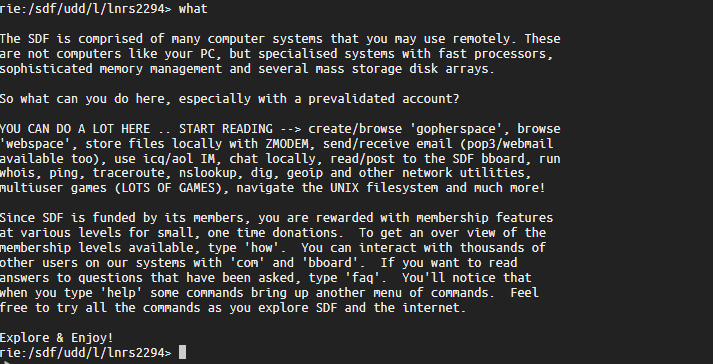 rie:/sdf/udd/l/lnrs2294> what
The SDF is comprised of many computer systems that you may use remotely. These
are not computers like your PC, but specialised systems with fast processors,
sophisticated memory management and several mass storage disk arrays.
So what can you do here, especially with a prevalidated account?
YOU CAN DO A LOT HERE .. START READING --> create/browse 'gopherspace', browse
'webspace', store files locally with ZMODEM, send/receive email (pop3/webmail
available too), use icq/aol IM, chat locally, read/post to the SDF bboard, run
whois, ping, traceroute, nslookup, dig, geoip and other network utilities,
multiuser games (LOTS OF GAMES), navigate the UNIX filesystem and much more!
Since SDF is funded by its members, you are rewarded with membership features
at various levels for small, one time donations.  To get an over view of the
membership levels available, type 'how'.  You can interact with thousands of
other users on our systems with 'com' and 'bboard'.  If you want to read
answers to questions that have been asked, type 'faq'.  You'll notice that
when you type 'help' some commands bring up another menu of commands.  Feel
free to try all the commands as you explore SDF and the internet.
Explore & Enjoy!
rie:/sdf/udd/l/lnrs2294>